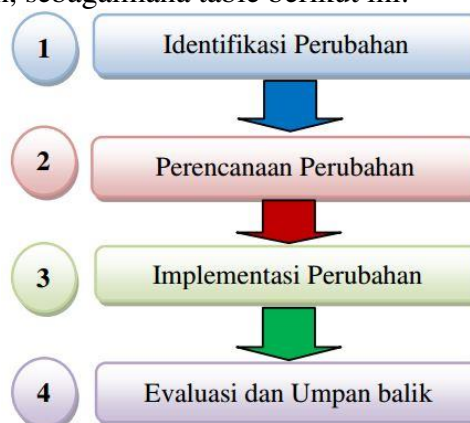 sebagaimana table berikut ini.
1 Identifikasi Perubahan
2 Perencanaan Perubahan
3 Implementasi Perubahan
4 Evaluasi dan Umpan balik